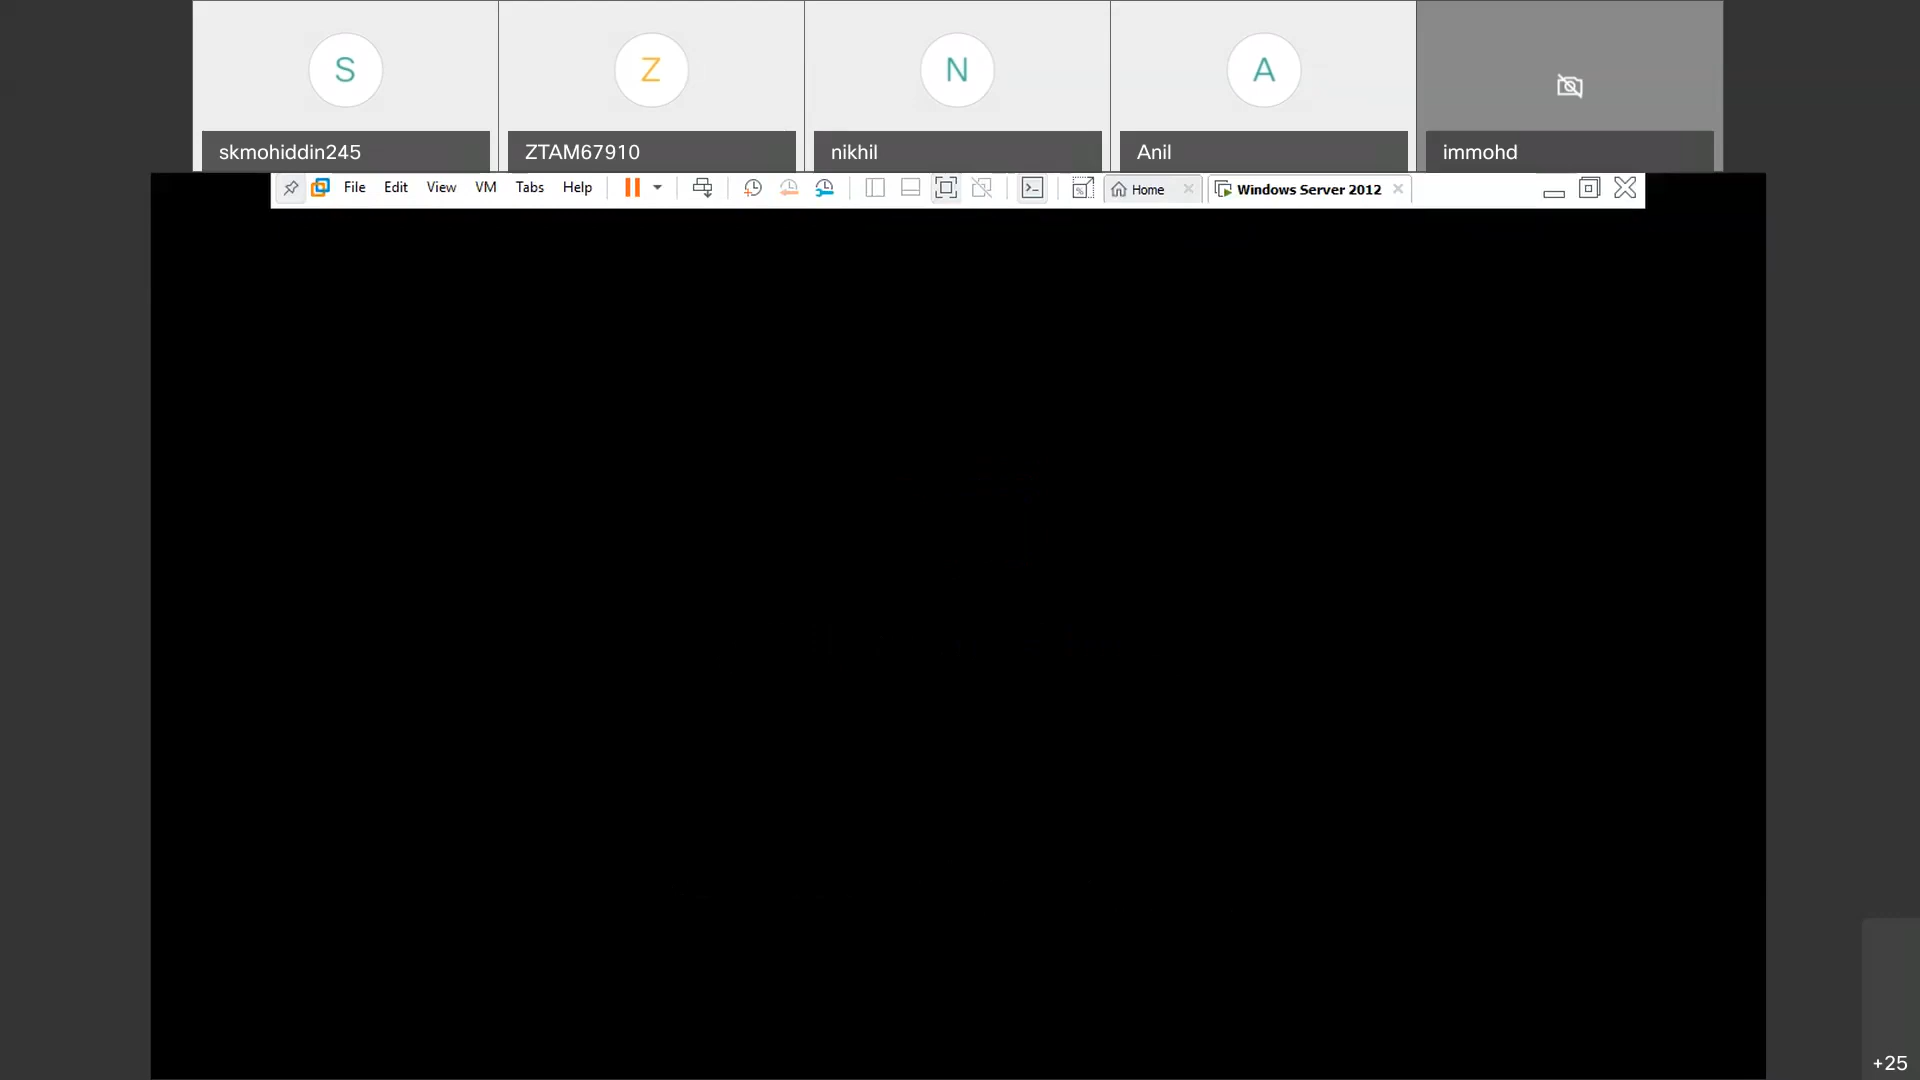 S
Z
N
A
skmohiddin245
ZTAM67910
nikhil
Anil
immohd
File Edit View VM Tabs Help Home Windows Server 2012
+25